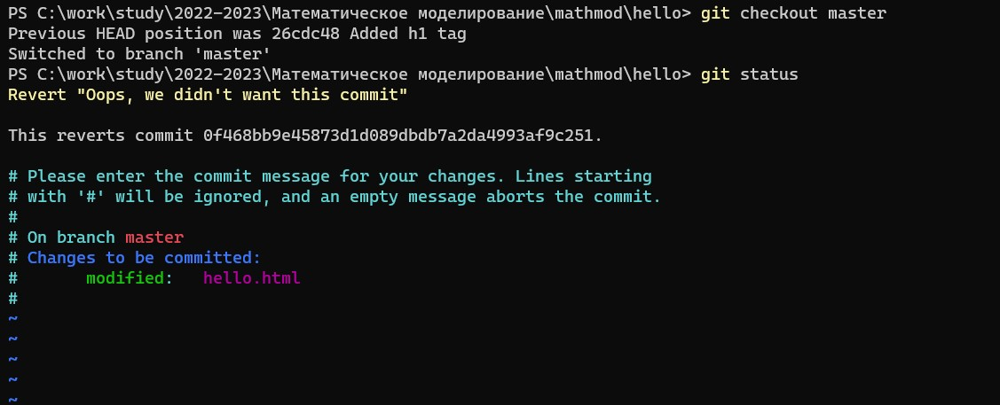 PS C:\work\study\2022-2023\Математическое моделирование\mathmod\hello> git checkout master
Previous HEAD position was 26cdc48 Added h1 tag
Switched to branch 'master'
PS C:\work\study\2022-2023\Математическое моделирование\mathmod\hello> git status
Revert "Oops, we didn't want this commit"

This reverts commit 0f468bb9e45873d1d089dbdb7a2da4993af9c251.

# Please enter the commit message for your changes. Lines starting
# with '#' will be ignored, and an empty message aborts the commit.
#
# On branch master
# Changes to be committed:
#       modified:   hello.html
#
~
~
~
~
~